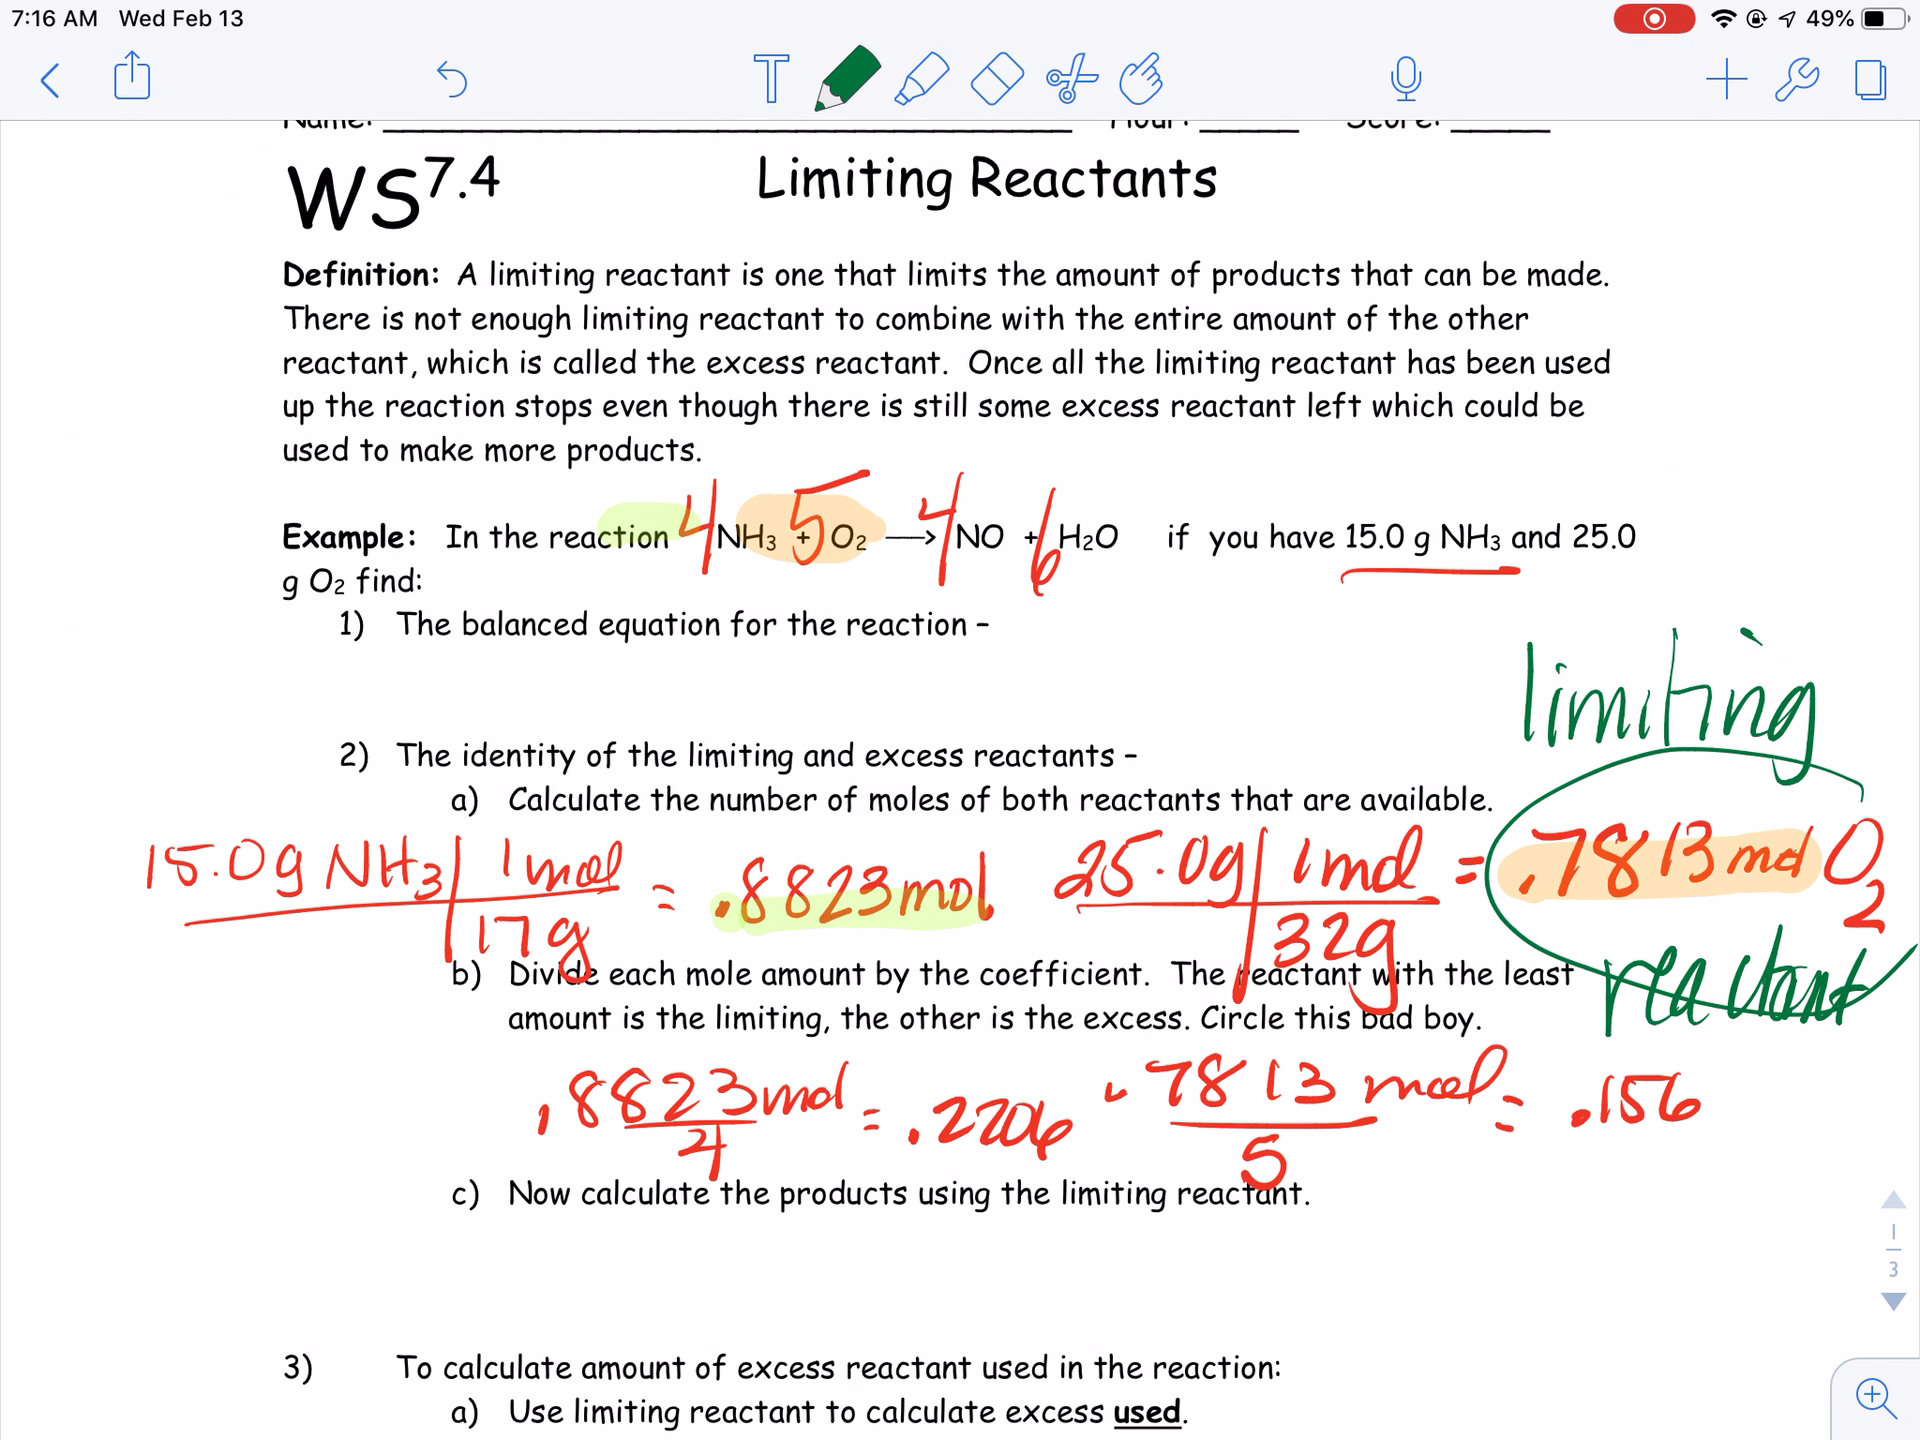 7:16 AM Wed Feb 13 49%
T
Name: Hour: Score:
WS 7.4 Limiting Reactants
Definition: A limiting reactant is one that limits the amount of products that can be made.
There is not enough limiting reactant to combine with the entire amount of the other
reactant, which is called the excess reactant. Once all the limiting reactant has been used
up the reaction stops even though there is still some excess reactant left which could be
used to make more products.
Example: In the reaction 4 NH3 + 5 O2 → 4 NO + 6 H2O if you have 15.0 g NH3 and 25.0
g O2 find:
1) The balanced equation for the reaction –
limiting
2) The identity of the limiting and excess reactants –
a) Calculate the number of moles of both reactants that are available.
15.0g NH3 | 1 mol = .8823 mol 25.0g | 1 mol = .7813 mol O2
17g 32g
reactant
b) Divide each mole amount by the coefficient. The reactant with the least
amount is the limiting, the other is the excess. Circle this bad boy.
.8823 mol = .2206 .7813 mol = .156
4 5
c) Now calculate the products using the limiting reactant.
1
3
3) To calculate amount of excess reactant used in the reaction:
a) Use limiting reactant to calculate excess used.